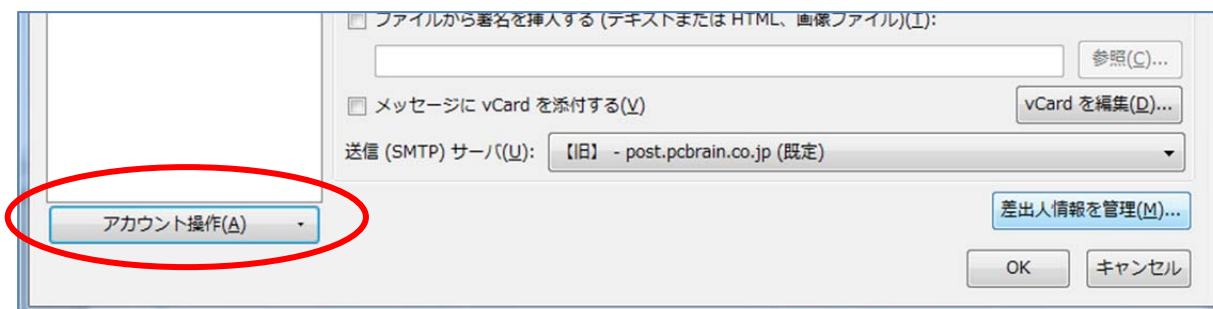 ファイルから署名を挿入する (テキストまたは HTML、画像ファイル)(I):
参照(C)...
メッセージに vCard を添付する(V)
vCard を編集(D)...
送信 (SMTP) サーバ(U): 【旧】 - post.pcbrain.co.jp (既定)
差出人情報を管理(M)...
アカウント操作(A)
OK キャンセル